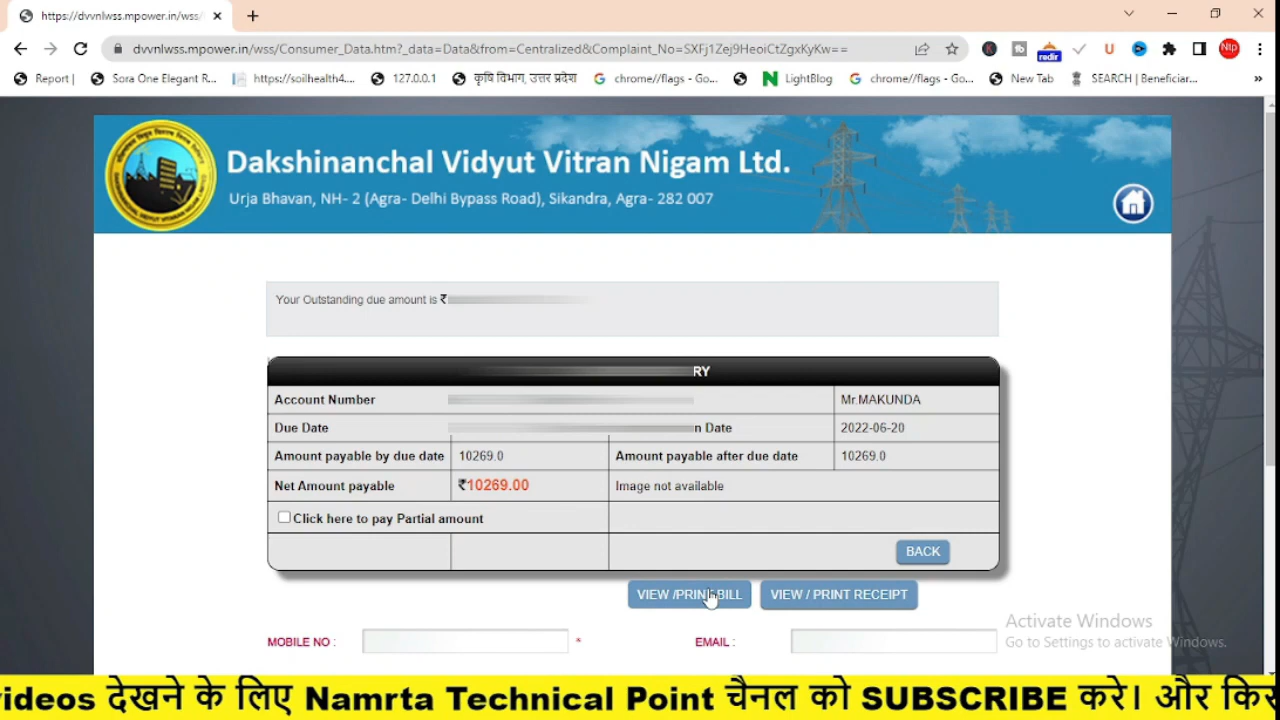 https://dvvnlwss.mpower.in/wss/
dvvnlwss.mpower.in/wss/Consumer_Data.htm?_data=Data&from=Centralized&Complaint_No=SXFj1Zej9HeoiCtZgxKyKw==
Report |
Sora One Elegant R...
https://soilhealth4....
127.0.0.1
कृषि विभाग, उत्तर प्रदेश
chrome://flags - Go...
LightBlog
chrome://flags - Go...
New Tab
SEARCH | Beneficiar...
redir
Ntp
Dakshinanchal Vidyut Vitran Nigam Ltd.
Urja Bhavan, NH- 2 (Agra- Delhi Bypass Road), Sikandra, Agra- 282 007
Your Outstanding due amount is ₹
RY
Account Number Mr.MAKUNDA
Due Date n Date 2022-06-20
Amount payable by due date 10269.0 Amount payable after due date 10269.0
Net Amount payable ₹10269.00 Image not available
Click here to pay Partial amount
BACK
VIEW /PRINT BILL VIEW / PRINT RECEIPT
MOBILE NO : * EMAIL :
Activate Windows
Go to Settings to activate Windows.
videos देखने के लिए Namrta Technical Point चैनल को SUBSCRIBE करे। और किस